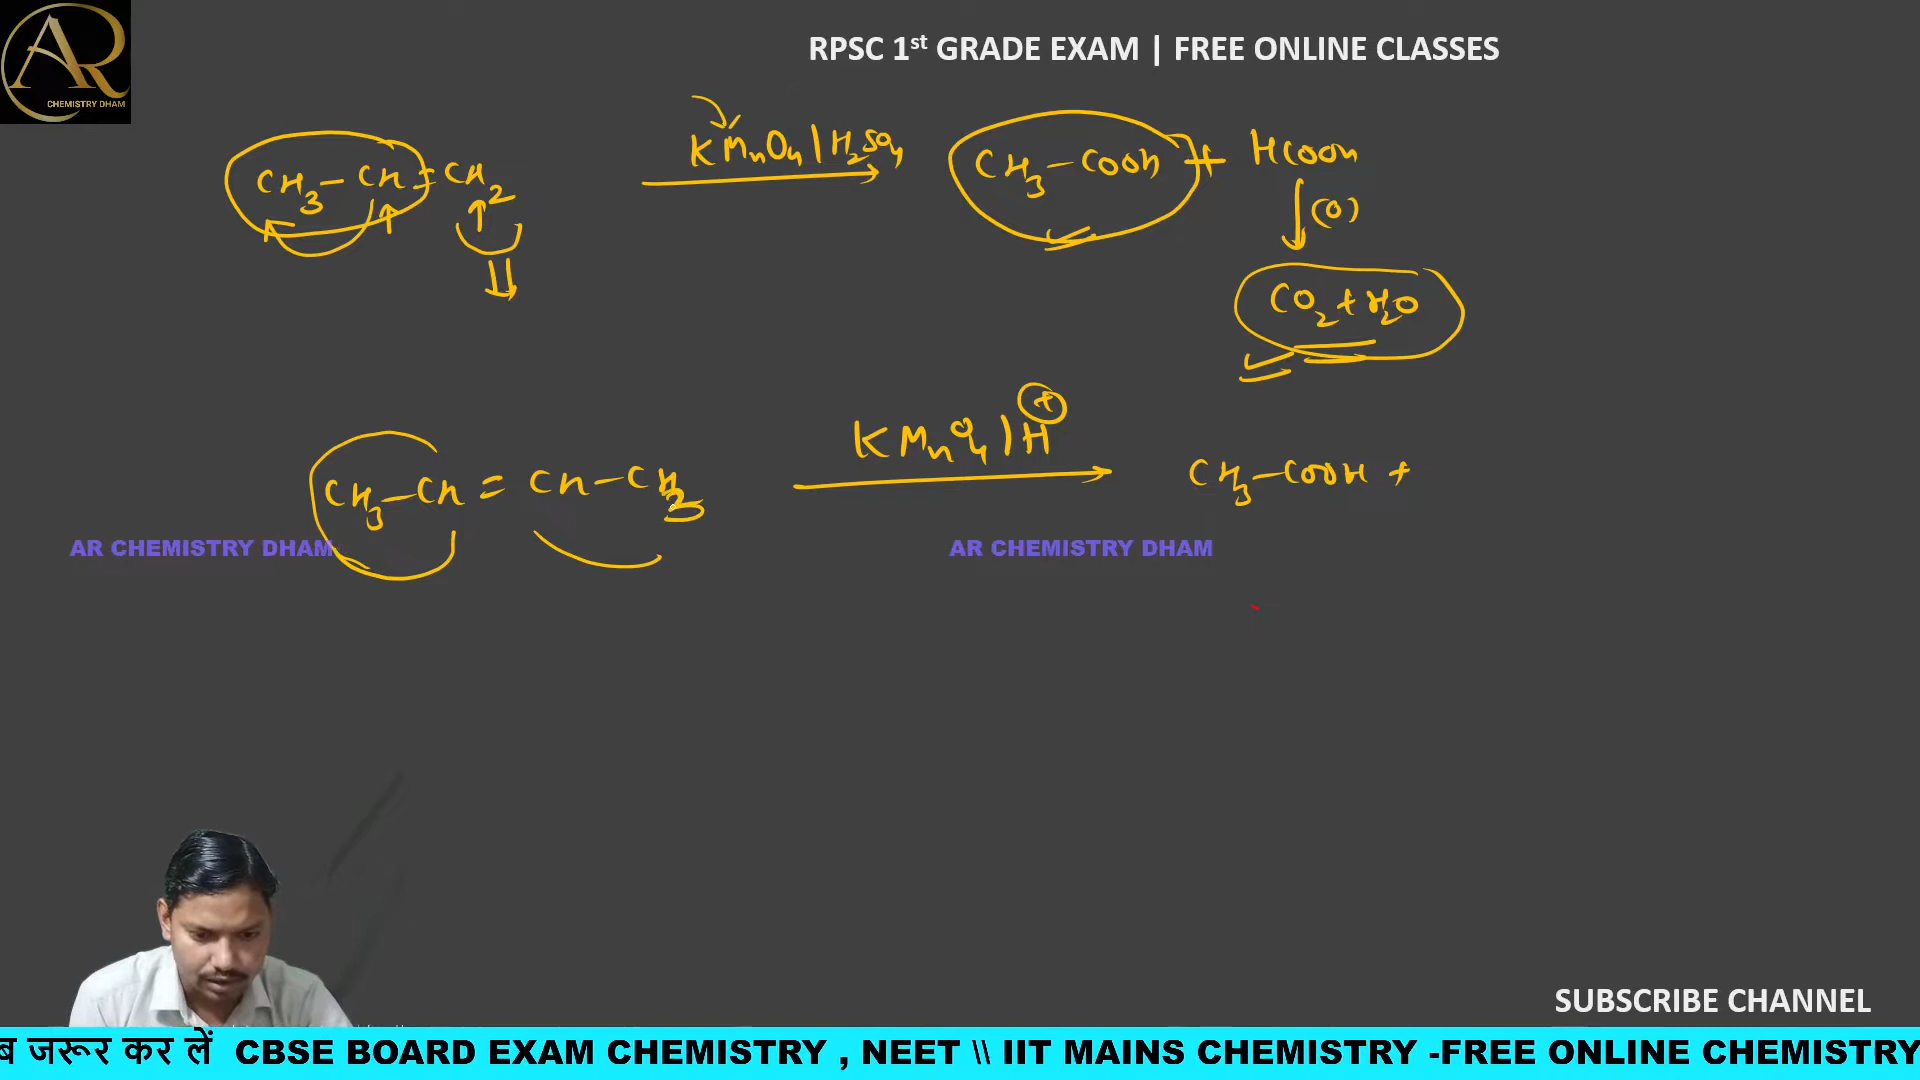 AR
CHEMISTRY DHAM
RPSC 1st GRADE EXAM | FREE ONLINE CLASSES
CH3-CH=CH2 KMnO4|H2SO4 CH3-COOH + HCOOH
(O)
CO2+H2O
CH3-CH=CH-CH3 KMnO4|H+ CH3-COOH +
AR CHEMISTRY DHAM AR CHEMISTRY DHAM
SUBSCRIBE CHANNEL
ब जरूर कर लें CBSE BOARD EXAM CHEMISTRY , NEET \\ IIT MAINS CHEMISTRY -FREE ONLINE CHEMISTRY